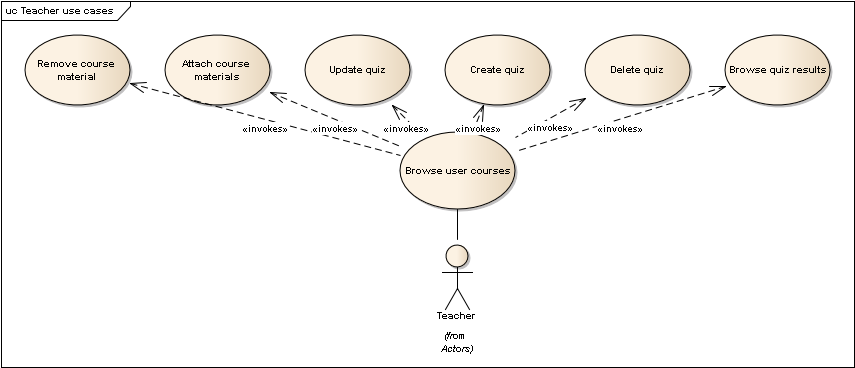 uc Teacher use cases
Remove course
material
Attach course
materials
Update quiz
Create quiz
Delete quiz
Browse quiz results
«invokes»
«invokes»
«invokes»
«invokes»
«invokes»
«invokes»
Browse user courses
Teacher
(from
Actors)